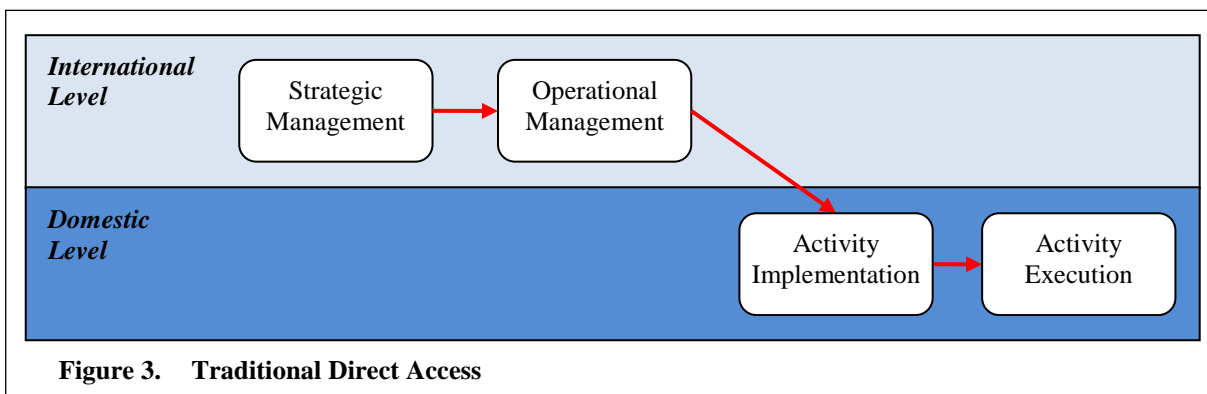 International
Level
Strategic
Management
Operational
Management
Domestic
Level
Activity
Implementation
Activity
Execution
Figure 3. Traditional Direct Access